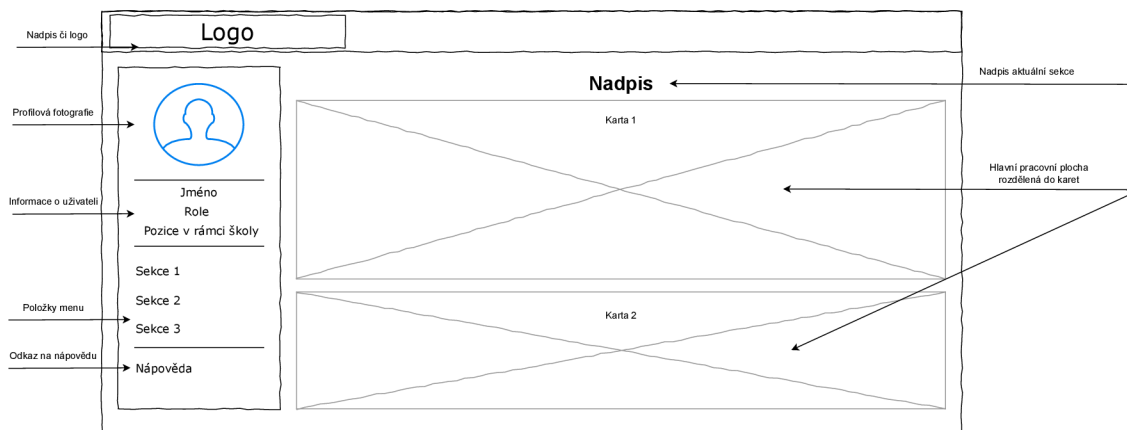 Logo
Nadpis či logo
Nadpis
Nadpis aktuální sekce
Profilová fotografie
Karta 1
Hlavní pracovní plocha
rozdělená do karet
Informace o uživateli
Jméno
Role
Pozice v rámci školy
Sekce 1
Sekce 2
Sekce 3
Položky menu
Karta 2
Odkaz na nápovědu
Nápověda